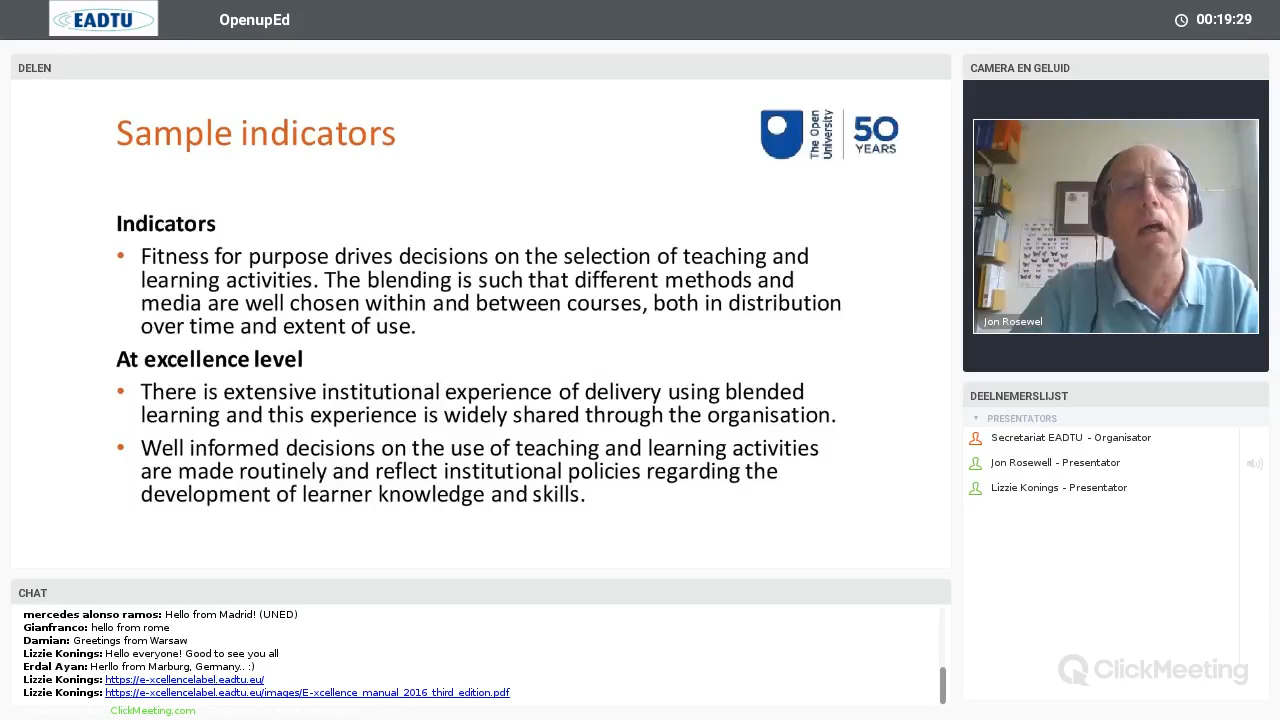 EADTU
OpenupEd
00:19:29
DELEN
Sample indicators
The Open University
50 YEARS
Indicators
• Fitness for purpose drives decisions on the selection of teaching and
learning activities. The blending is such that different methods and
media are well chosen within and between courses, both in distribution
over time and extent of use.
At excellence level
• There is extensive institutional experience of delivery using blended
learning and this experience is widely shared through the organisation.
• Well informed decisions on the use of teaching and learning activities
are made routinely and reflect institutional policies regarding the
development of learner knowledge and skills.
CAMERA EN GELUID
Jon Rosewel
DEELNEMERSLIJST
PRESENTATORS
Secretariat EADTU - Organisator
Jon Rosewell - Presentator
Lizzie Konings - Presentator
CHAT
mercedes alonso ramos: Hello from Madrid! (UNED)
Gianfranco: hello from rome
Damian: Greetings from Warsaw
Lizzie Konings: Hello everyone! Good to see you all
Erdal Ayan: Herllo from Marburg, Germany.. :)
Lizzie Konings: https://e-xcellencelabel.eadtu.eu/
Lizzie Konings: https://e-xcellencelabel.eadtu.eu/images/E-xcellence_manual_2016_third_edition.pdf
ClickMeeting
ClickMeeting.com